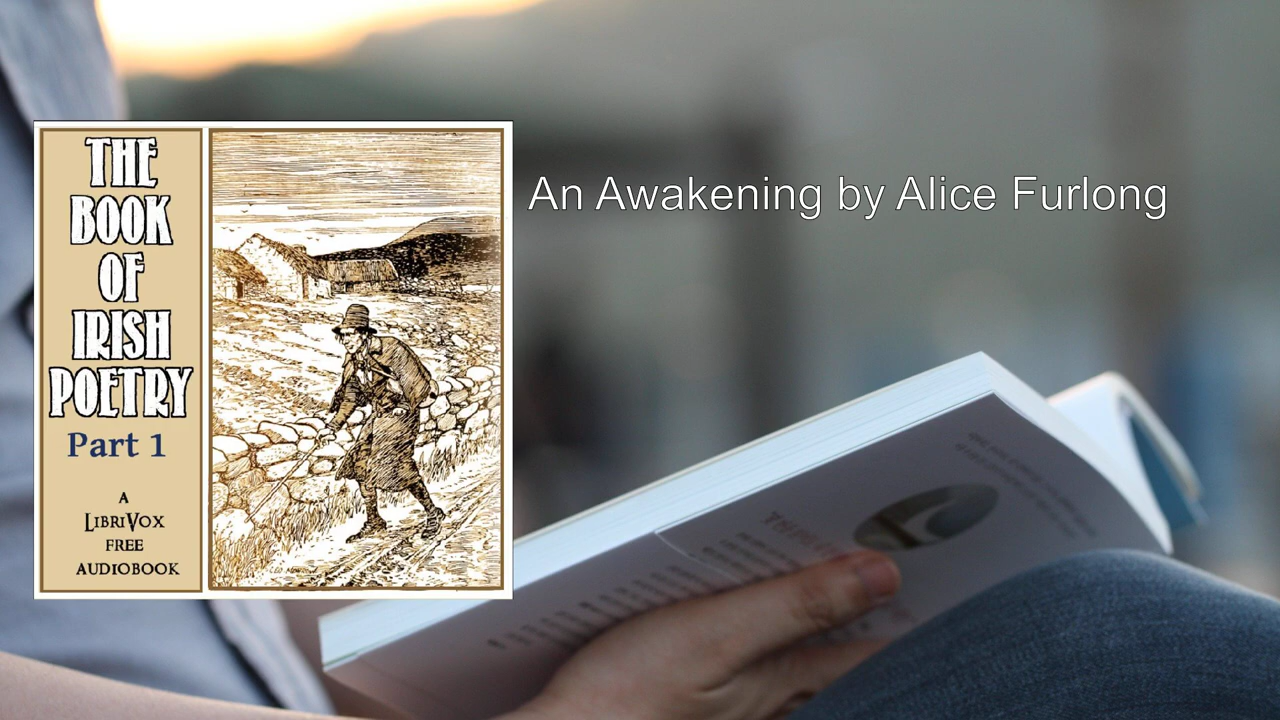 THE
BOOK
OF
IRISH
POETRY
Part 1
A
LIBRIVOX
FREE
AUDIOBOOK
An Awakening by Alice Furlong